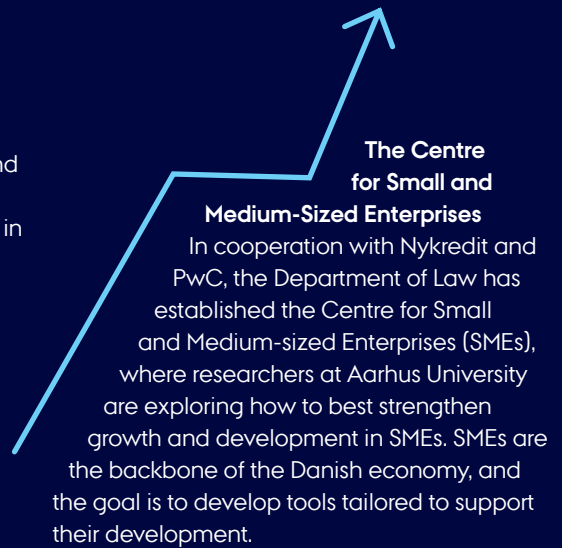 nd
in
The Centre
for Small and
Medium-Sized Enterprises
In cooperation with Nykredit and
PwC, the Department of Law has
established the Centre for Small
and Medium-sized Enterprises (SMEs),
where researchers at Aarhus University
are exploring how to best strengthen
growth and development in SMEs. SMEs are
the backbone of the Danish economy, and
the goal is to develop tools tailored to support
their development.